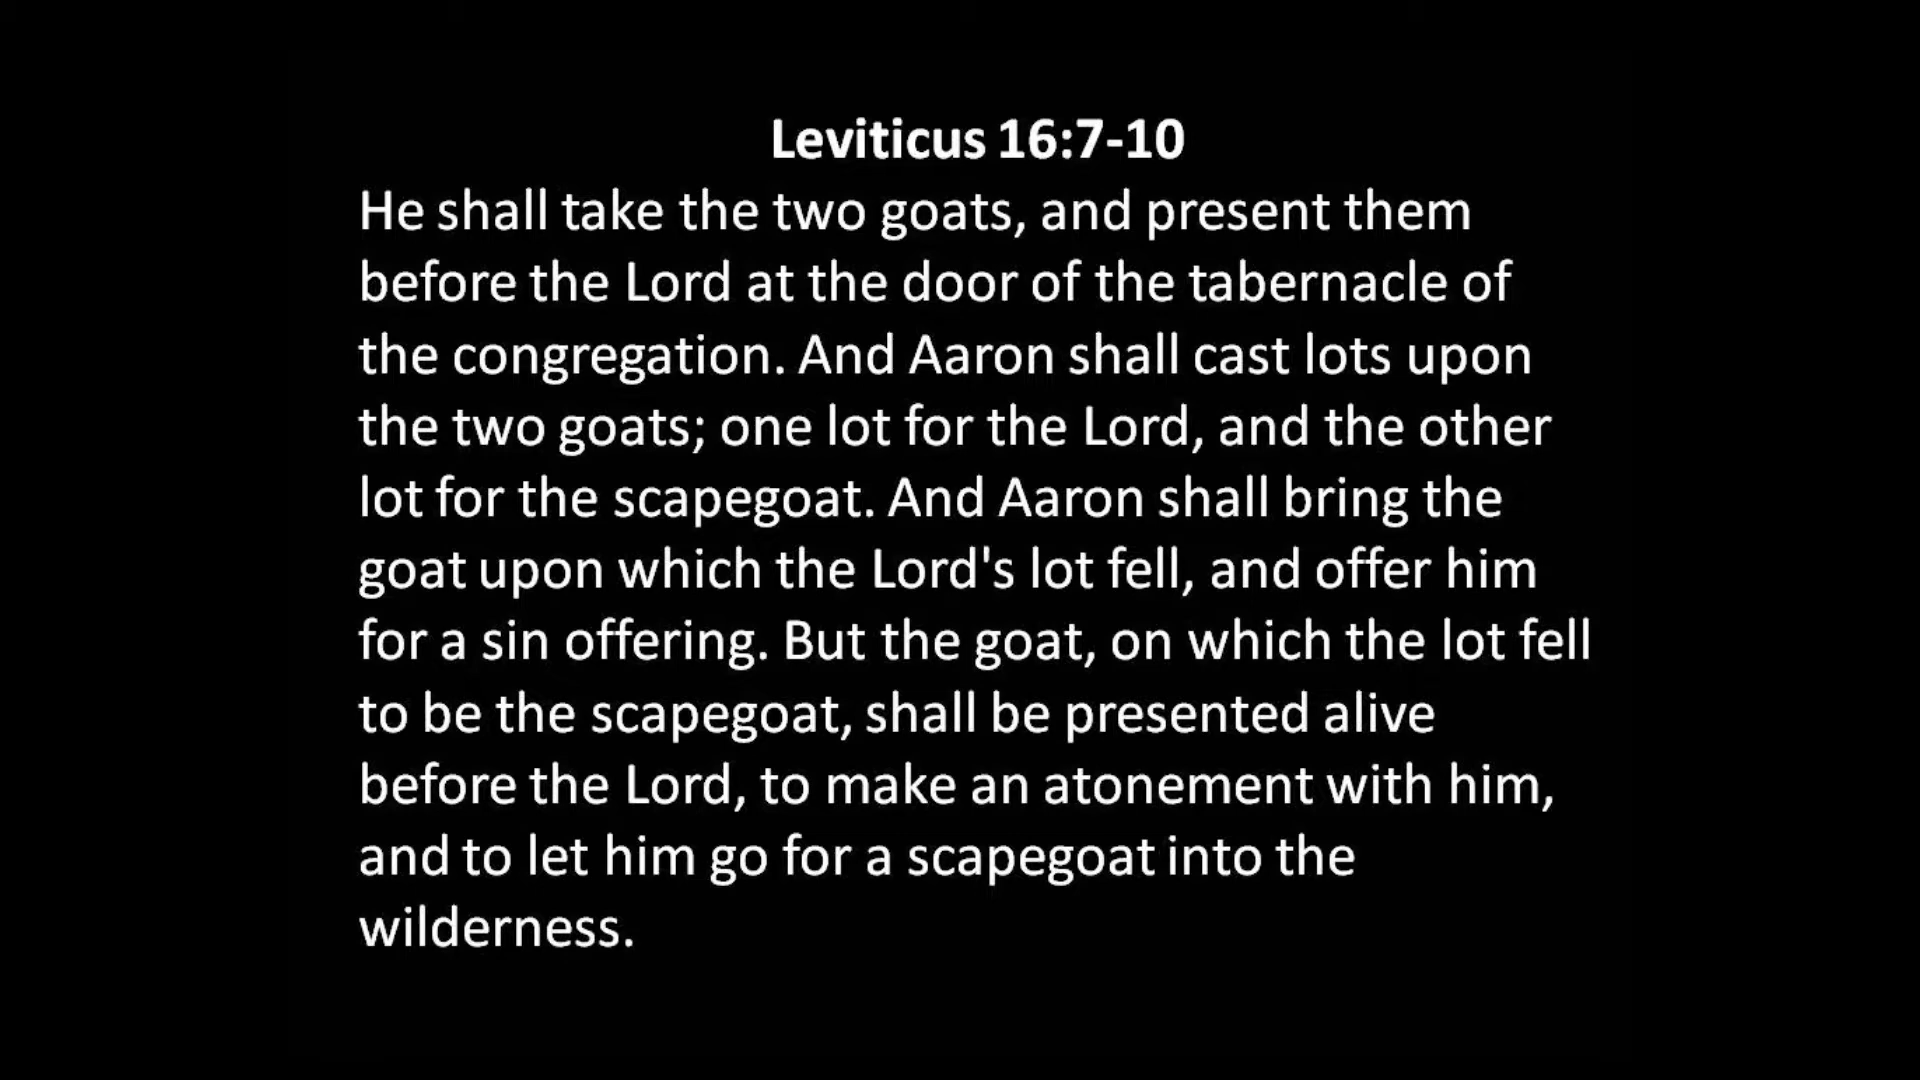 Leviticus 16:7-10
He shall take the two goats, and present them
before the Lord at the door of the tabernacle of
the congregation. And Aaron shall cast lots upon
the two goats; one lot for the Lord, and the other
lot for the scapegoat. And Aaron shall bring the
goat upon which the Lord's lot fell, and offer him
for a sin offering. But the goat, on which the lot fell
to be the scapegoat, shall be presented alive
before the Lord, to make an atonement with him,
and to let him go for a scapegoat into the
wilderness.